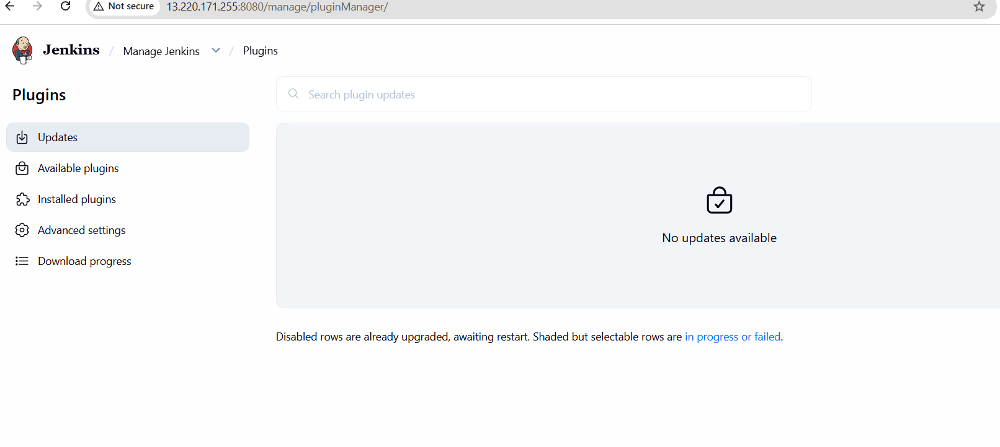 Not secure 13.220.171.255:8080/manage/pluginManager/
Jenkins / Manage Jenkins / Plugins
Plugins
Search plugin updates
Updates
Available plugins
Installed plugins
Advanced settings
Download progress
No updates available
Disabled rows are already upgraded, awaiting restart. Shaded but selectable rows are in progress or failed.